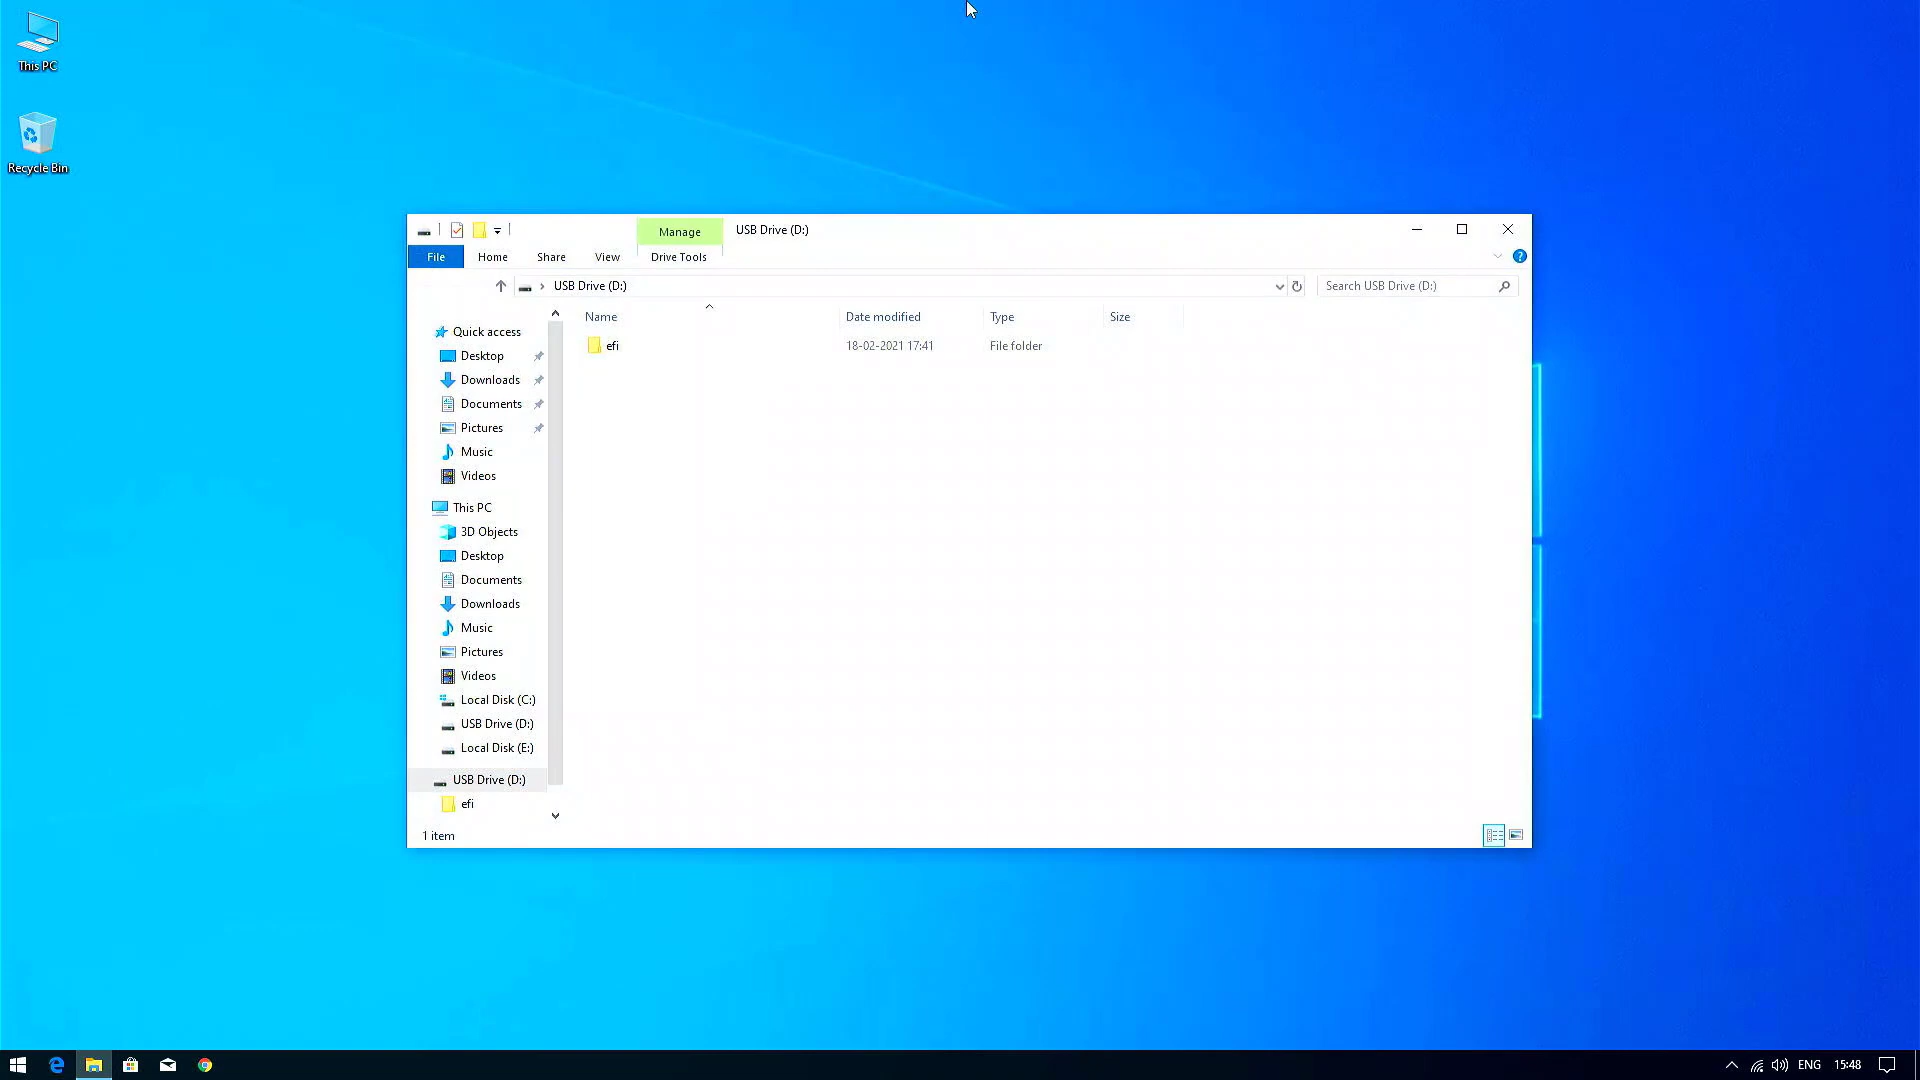 This PC
Recycle Bin
Manage
USB Drive (D:)
File
Home
Share
View
Drive Tools
?
USB Drive (D:)
Search USB Drive (D:)
Name
Date modified
Type
Size
efi
18-02-2021 17:41
File folder
Quick access
Desktop
Downloads
Documents
Pictures
Music
Videos
This PC
3D Objects
Desktop
Documents
Downloads
Music
Pictures
Videos
Local Disk (C:)
USB Drive (D:)
Local Disk (E:)
USB Drive (D:)
efi
1 item
ENG
15:48